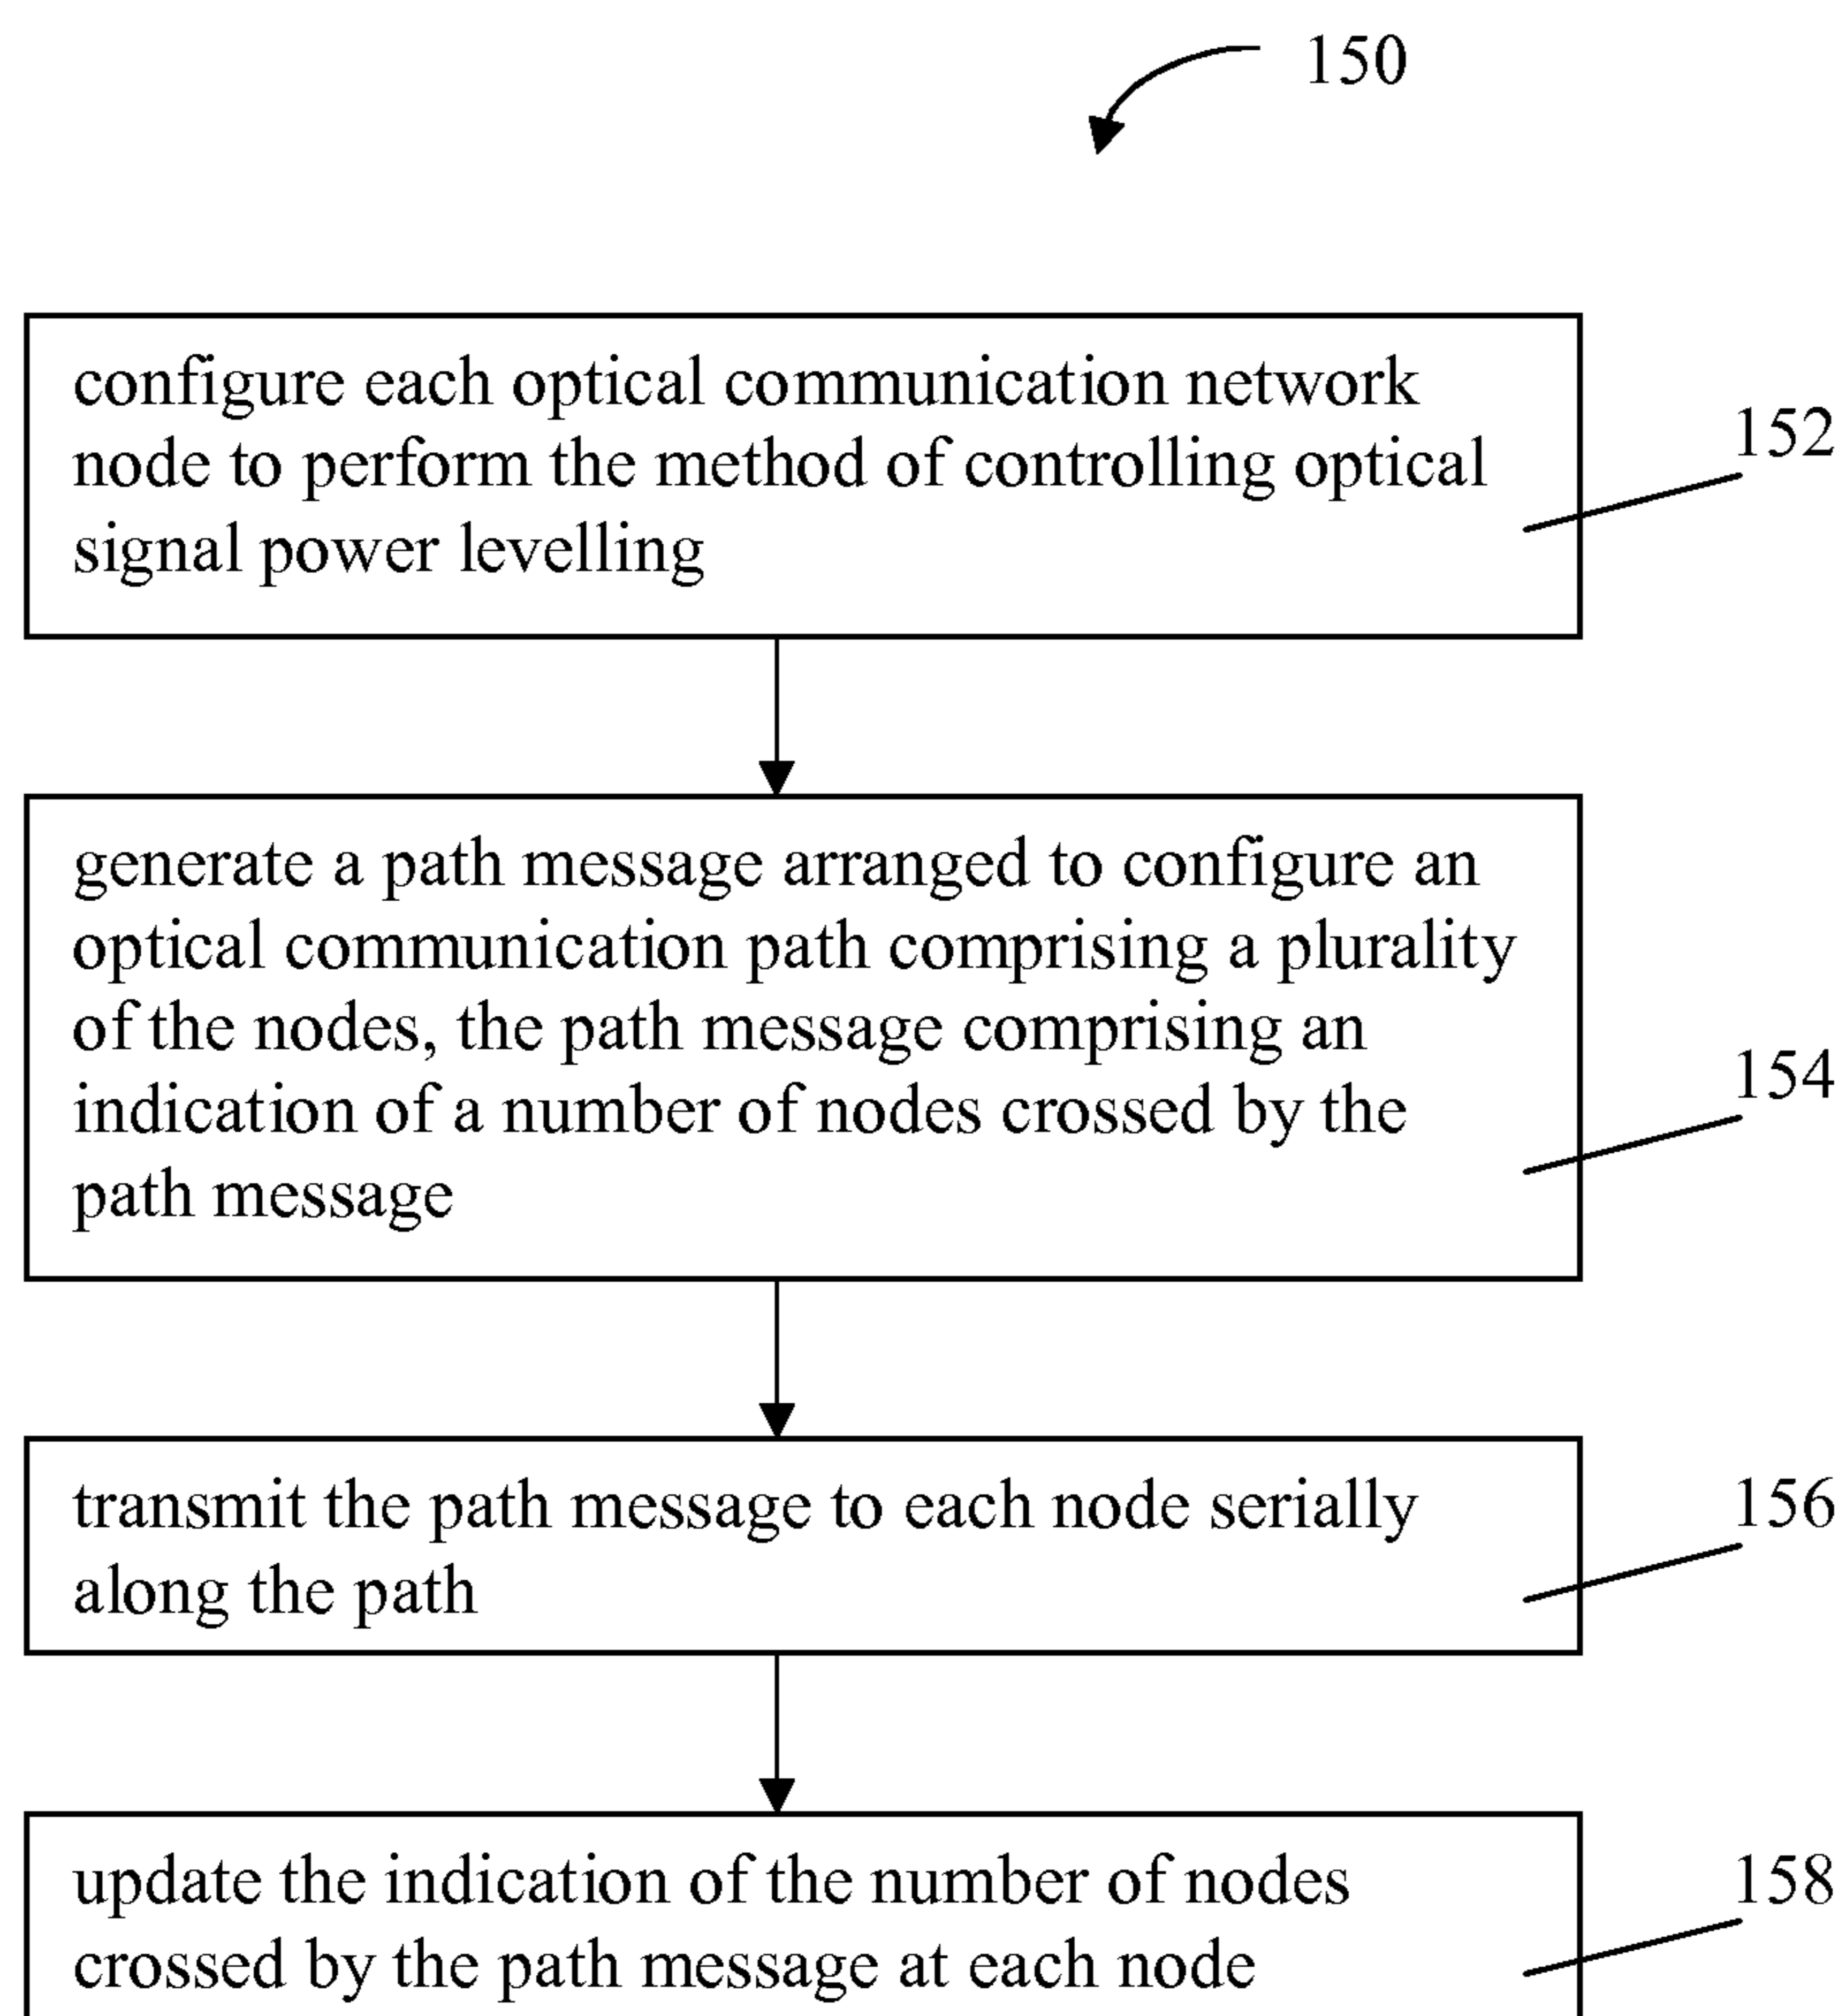 150
configure each optical communication network
node to perform the method of controlling optical
signal power levelling
152
generate a path message arranged to configure an
optical communication path comprising a plurality
of the nodes, the path message comprising an
indication of a number of nodes crossed by the
path message
154
transmit the path message to each node serially
along the path
156
update the indication of the number of nodes
crossed by the path message at each node
158